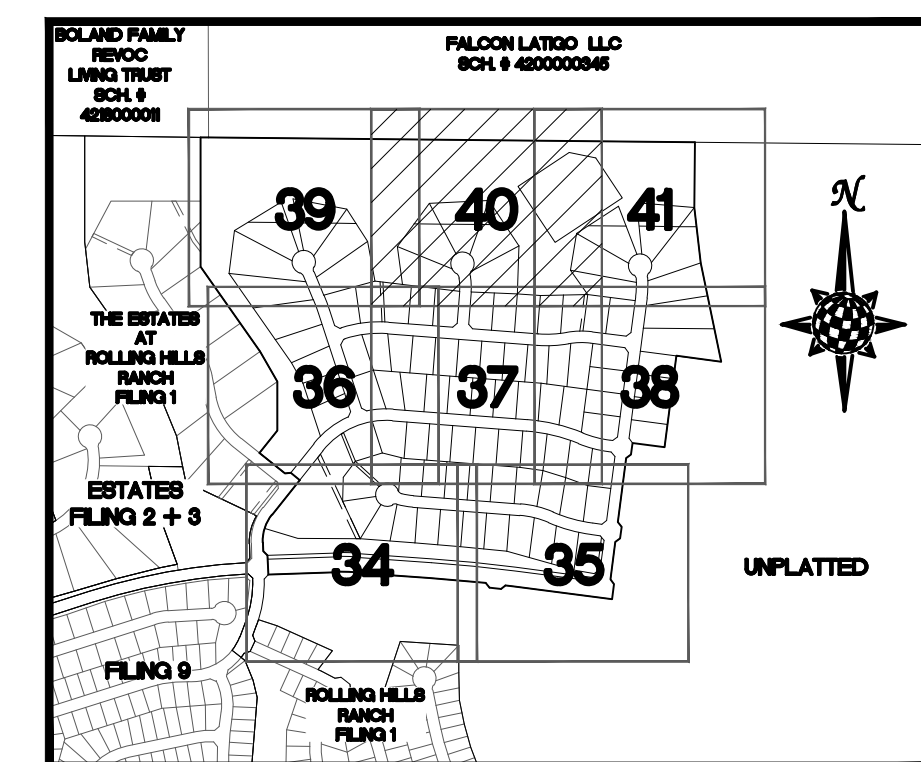 BOLAND FAMILY
REVOC
LIVING TRUST
SCH. #
4218000011
FALCON LATIGO LLC
SCH. # 4200000345
N
39
40
41
THE ESTATES
AT
ROLLING HILLS
RANCH
FILING 1
36
37
38
ESTATES
FILING 2 + 3
34
35
UNPLATTED
FILING 9
ROLLING HILLS
RANCH
FILING 1